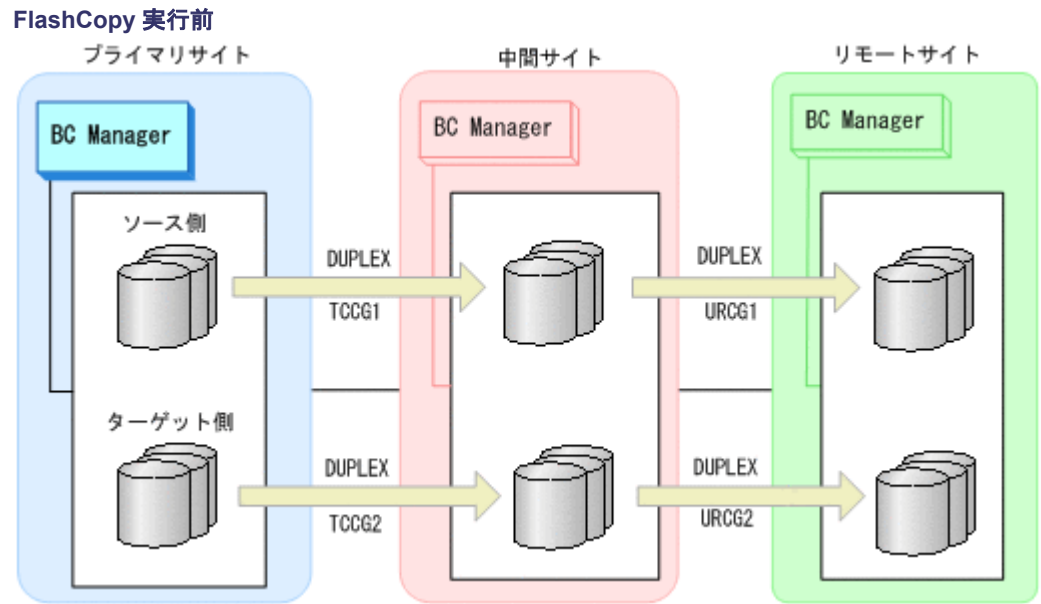 FlashCopy 実行前
プライマリサイト
中間サイト
リモートサイト
BC Manager
BC Manager
BC Manager
ソース側
DUPLEX
TCCG1
DUPLEX
URCG1
ターゲット側
DUPLEX
TCCG2
DUPLEX
URCG2